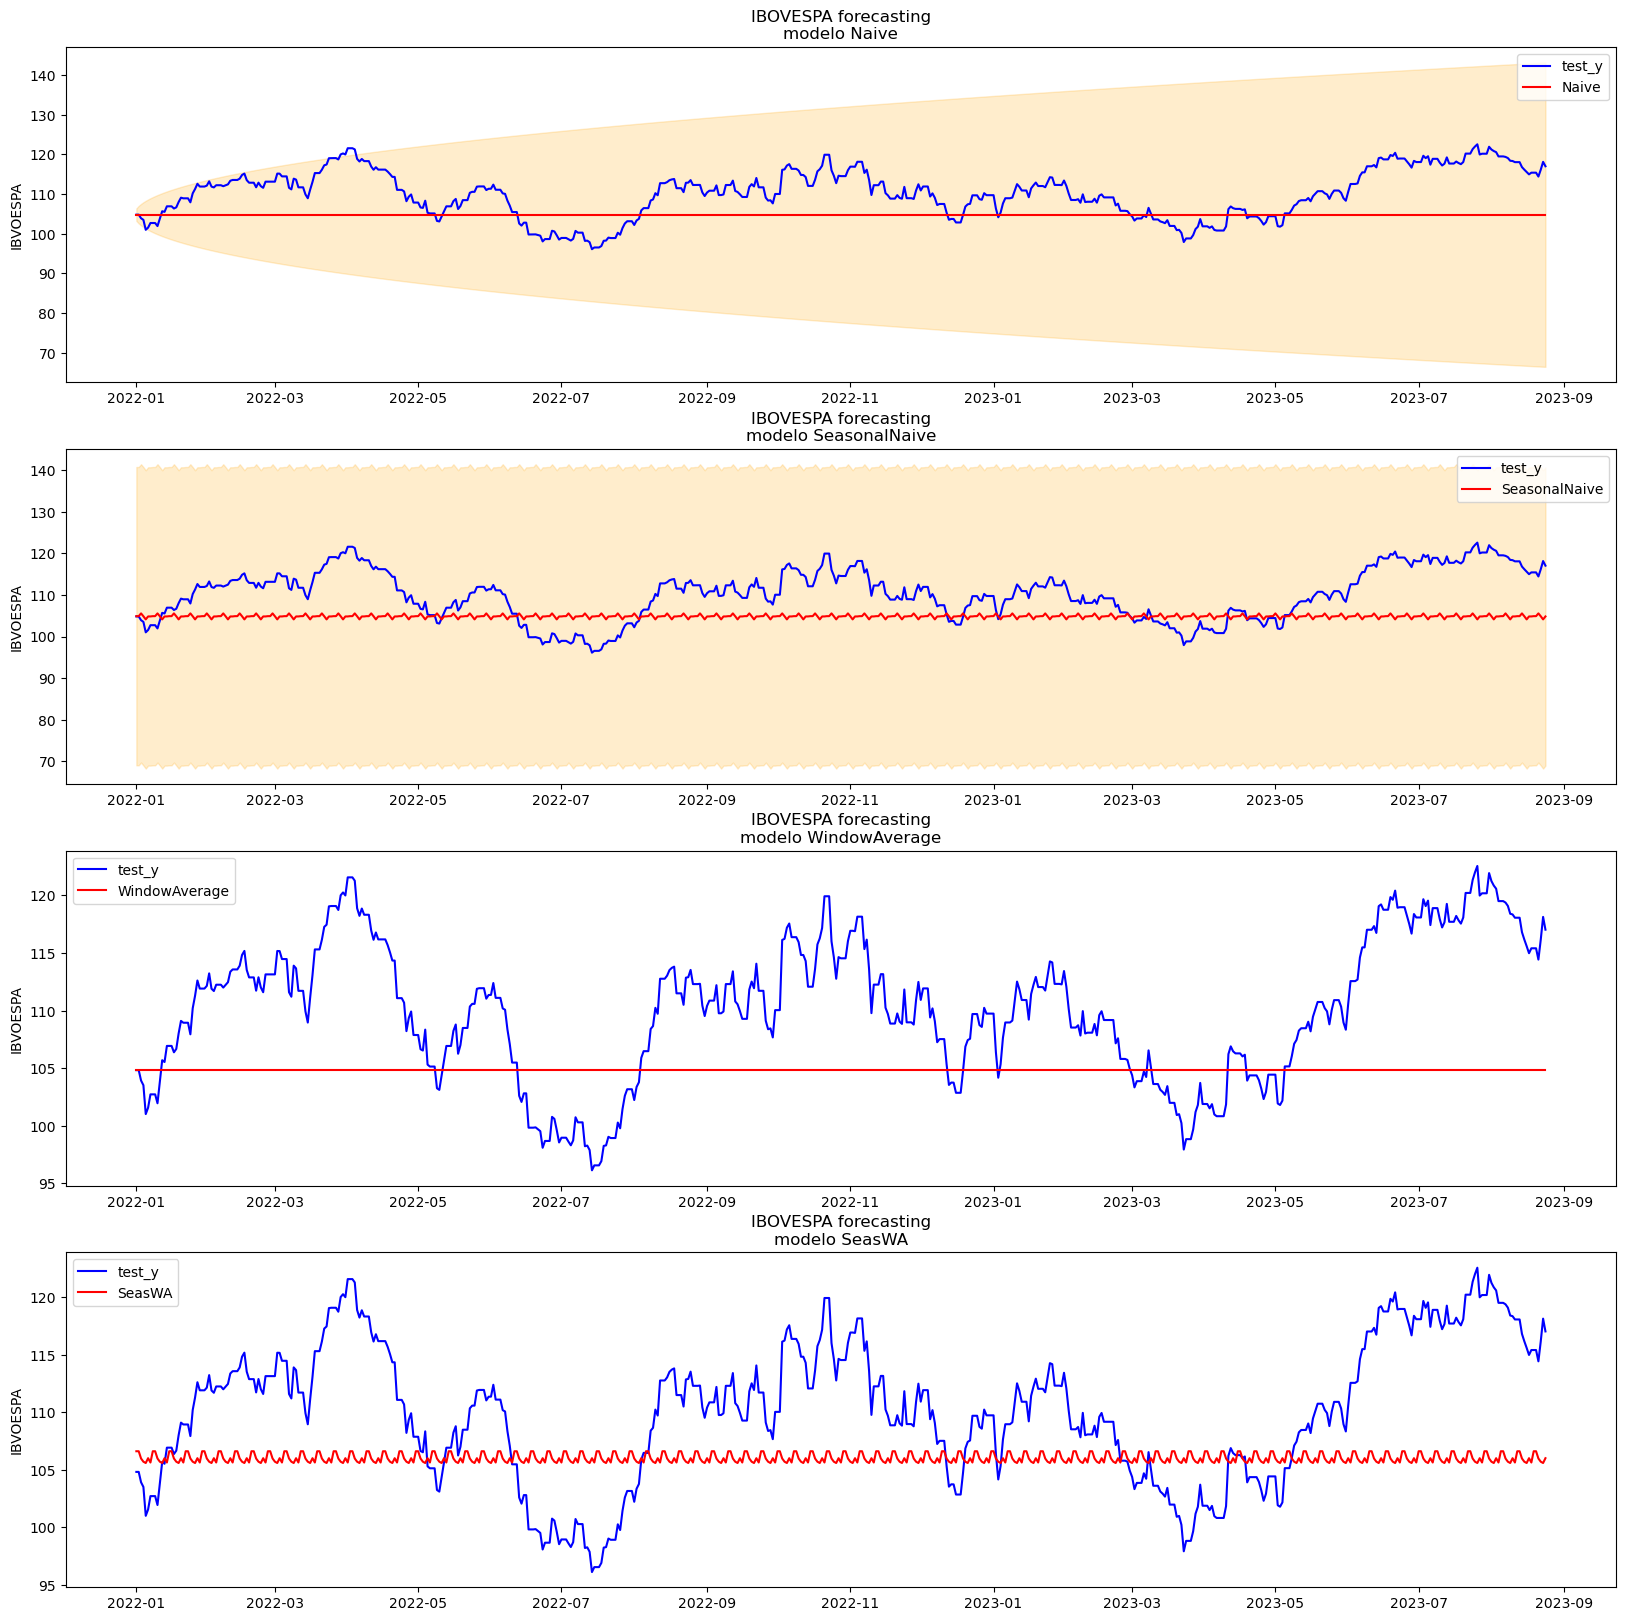 IBOVESPA forecasting
modelo Naive
140
130
120
110
100
90
80
70
IBVOESPA
test_y
Naive
2022-01 2022-03 2022-05 2022-07 2022-09 2022-11 2023-01 2023-03 2023-05 2023-07 2023-09
IBOVESPA forecasting
modelo SeasonalNaive
140
130
120
110
100
90
80
70
IBVOESPA
test_y
SeasonalNaive
2022-01 2022-03 2022-05 2022-07 2022-09 2022-11 2023-01 2023-03 2023-05 2023-07 2023-09
IBOVESPA forecasting
modelo WindowAverage
120
115
110
105
100
95
IBVOESPA
test_y
WindowAverage
2022-01 2022-03 2022-05 2022-07 2022-09 2022-11 2023-01 2023-03 2023-05 2023-07 2023-09
IBOVESPA forecasting
modelo SeasWA
120
115
110
105
100
95
IBVOESPA
test_y
SeasWA
2022-01 2022-03 2022-05 2022-07 2022-09 2022-11 2023-01 2023-03 2023-05 2023-07 2023-09